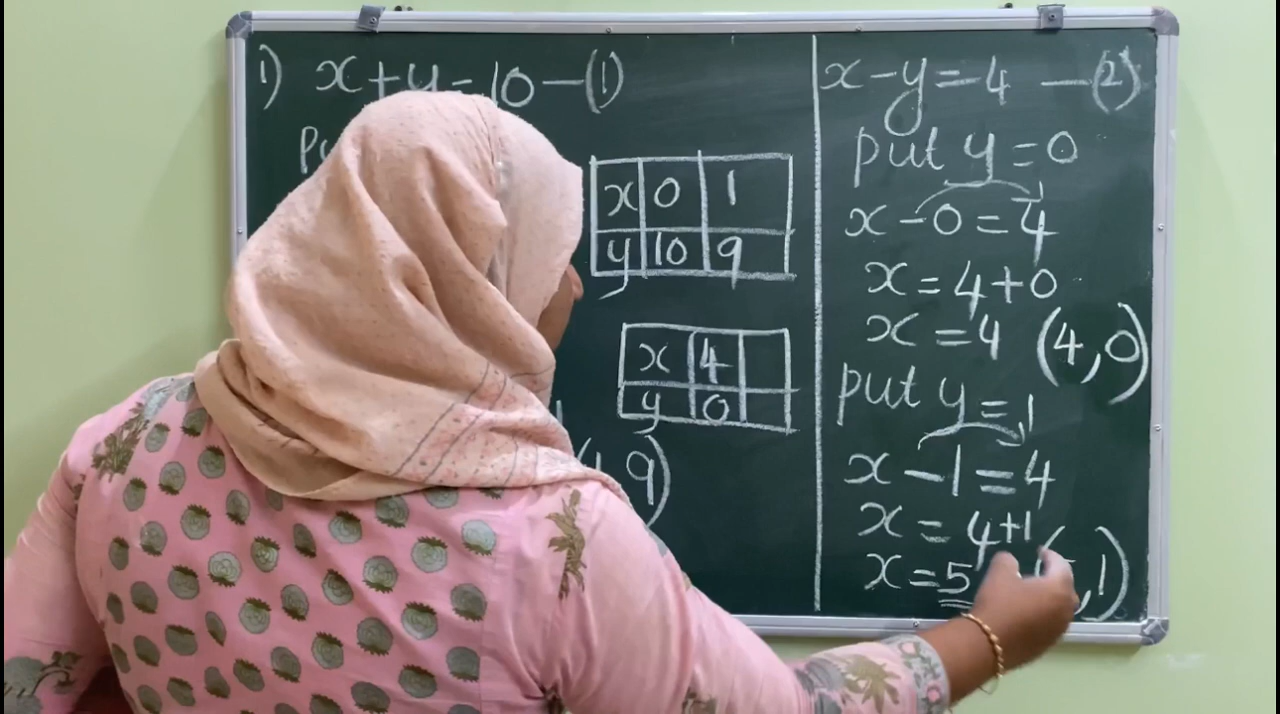 1) x + y = 10 — (1)
x 0 1
y 10 9
x 4
y 0
9)
x - y = 4 — (2)
put y = 0
x - 0 = 4
x = 4 + 0
x = 4 (4,0)
put y = 1
x - 1 = 4
x = 4+1
x = 5 , 1)